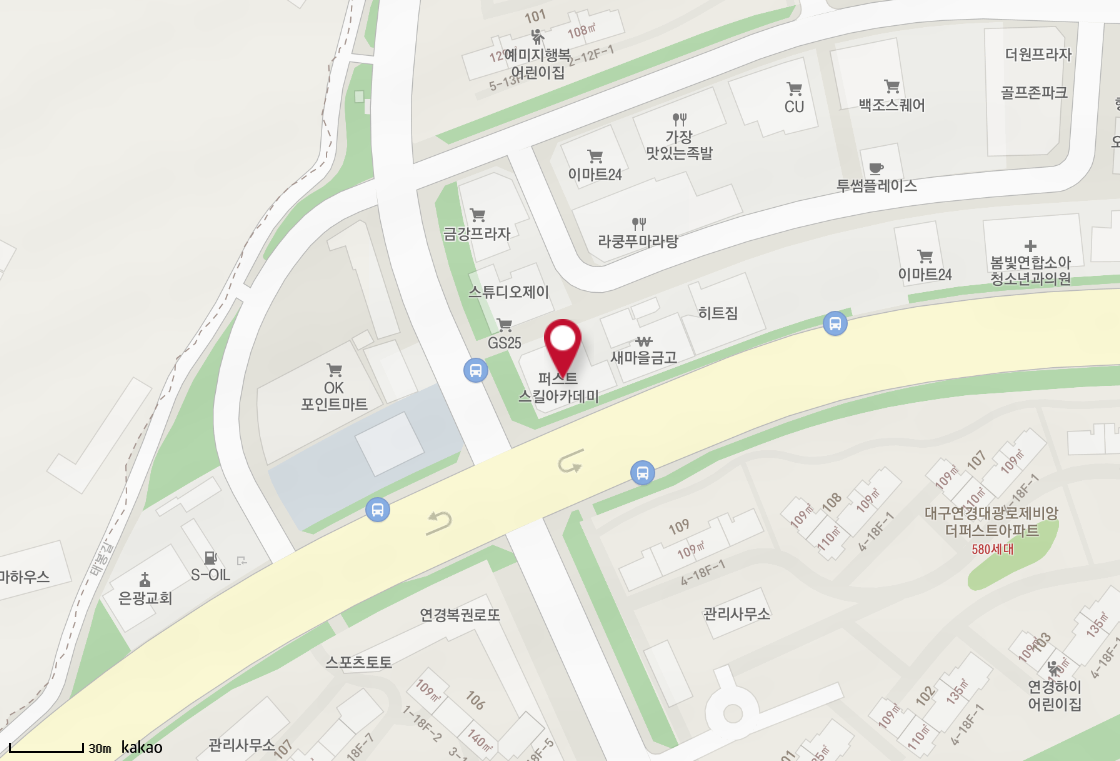 101
108㎡
예미지행복
어린이집
2-12F-1
더원프라자
골프존파크
CU
백조스퀘어
가장
맛있는족발
이마트24
투썸플레이스
금강프라자
라쿵푸마라탕
이마트24
봄빛연합소아
청소년과의원
스튜디오제이
히트짐
GS25
새마을금고
퍼스트
스킬아카데미
OK
포인트마트
107
109㎡
109㎡
110㎡
4-18F-1
108
109㎡
109㎡
110㎡
4-18F-1
대구연경대광로제비앙
더퍼스트아파트
580세대
109
109㎡
4-18F-1
태봉길
마하우스
S-OIL
은광교회
연경복권로또
관리사무소
스포츠토토
103
109㎡
135㎡
4-18F-1
연경하이
어린이집
106
109㎡
1-18F-2
140㎡
102
135㎡
109㎡
110㎡
4-18F-1
관리사무소
107
30m
kakao